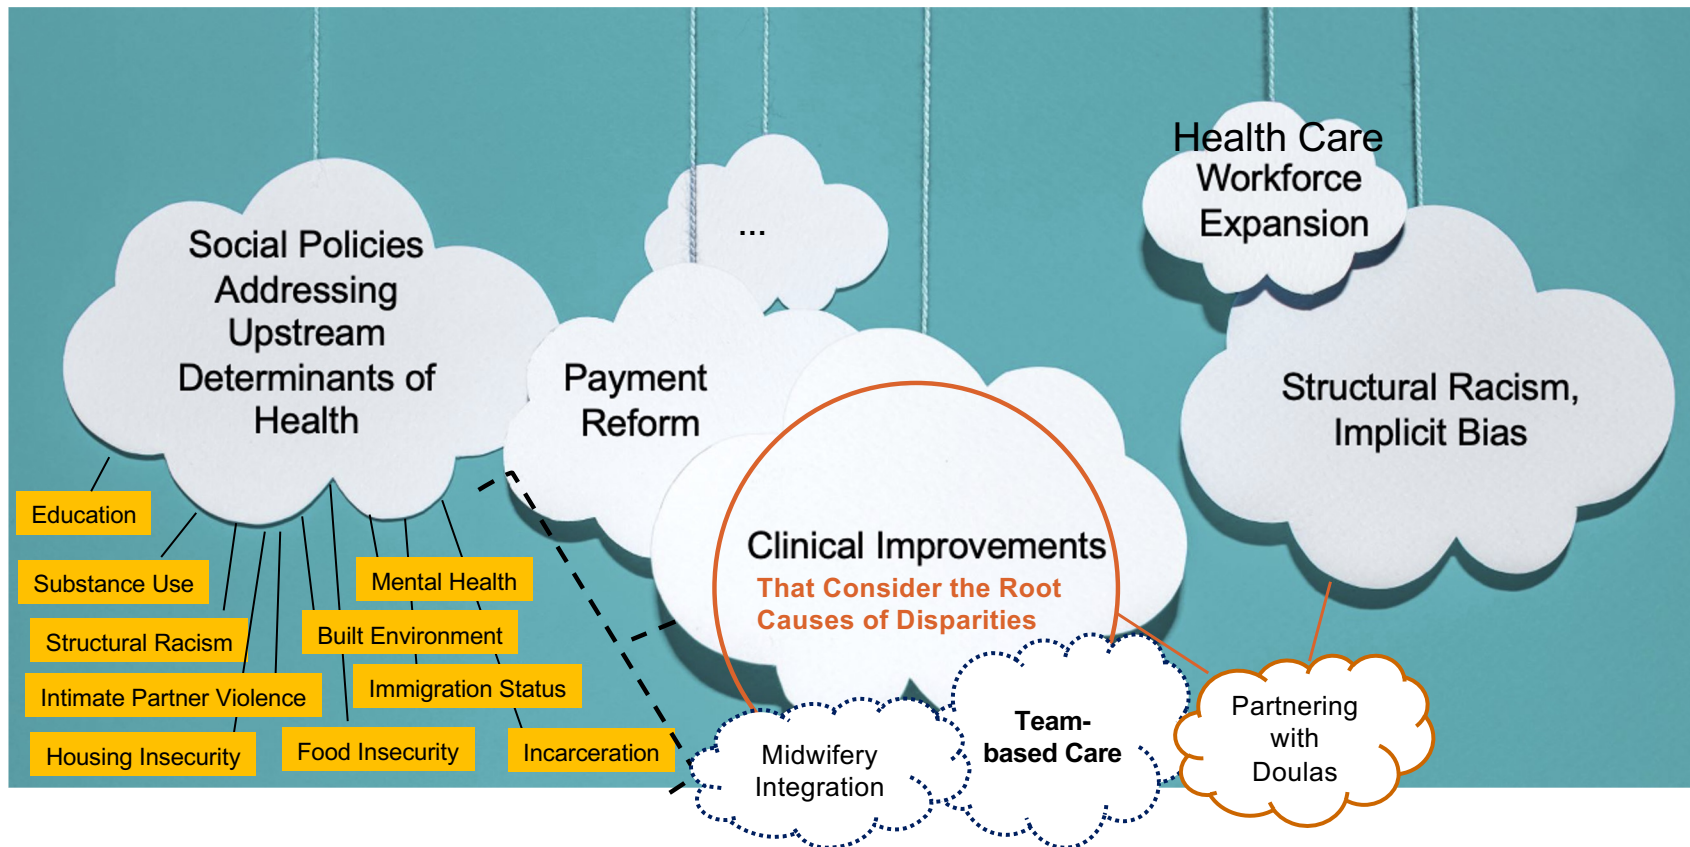 Social Policies
Addressing
Upstream
Determinants of
Health
Payment
Reform
...
Health Care
Workforce
Expansion
Structural Racism,
Implicit Bias
Clinical Improvements
That Consider the Root
Causes of Disparities
Education
Substance Use
Structural Racism
Intimate Partner Violence
Housing Insecurity
Mental Health
Built Environment
Immigration Status
Food Insecurity
Incarceration
Midwifery
Integration
Team-
based Care
Partnering
with
Doulas